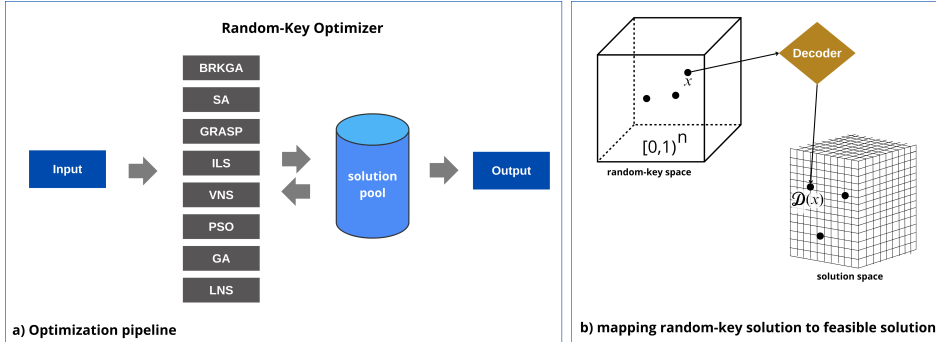 Random-Key Optimizer
BRKGA
SA
GRASP
ILS
VNS
PSO
GA
LNS
Input
solution
pool
Output
a) Optimization pipeline
x
[0,1)^n
random-key space
Decoder
𝒟(x)
solution space
b) mapping random-key solution to feasible solution